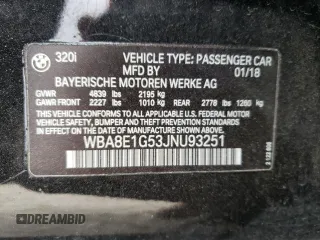 320i VEHICLE TYPE: PASSENGER CAR
MFD BY 01/18
BAYERISCHE MOTOREN WERKE AG
GVWR 4839 lbs 2195 kg
GAWR FRONT 2227 lbs 1010 kg GAWR REAR 2778 lbs 1260 kg
THIS VEHICLE CONFORMS TO ALL APPLICABLE
U.S. FEDERAL MOTOR VEHICLE SAFETY, BUMPER,
AND THEFT PREVENTION STANDARDS IN EFFECT ON
THE DATE OF MANUFACTURE SHOWN ABOVE.
WBA8E1G53JNU93251
DREAMBID